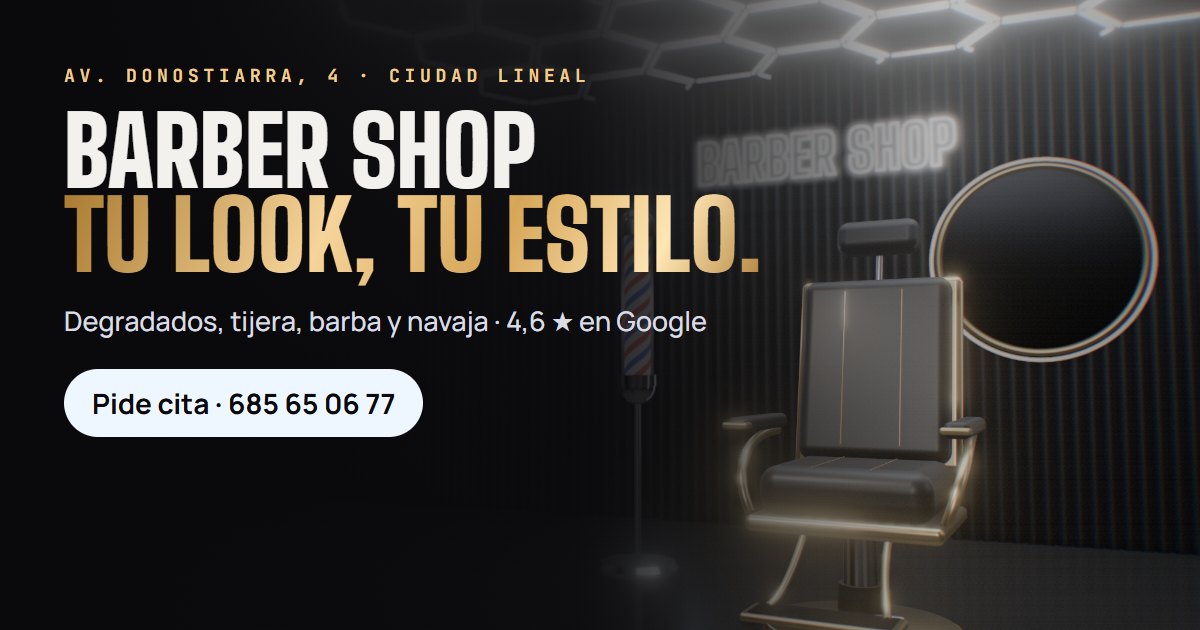 AV. DONOSTIARRA, 4 · CIUDAD LINEAL
BARBER SHOP
TU LOOK, TU ESTILO.
Degradados, tijera, barba y navaja · 4,6 ★ en Google
Pide cita · 685 65 06 77
BARBER SHOP